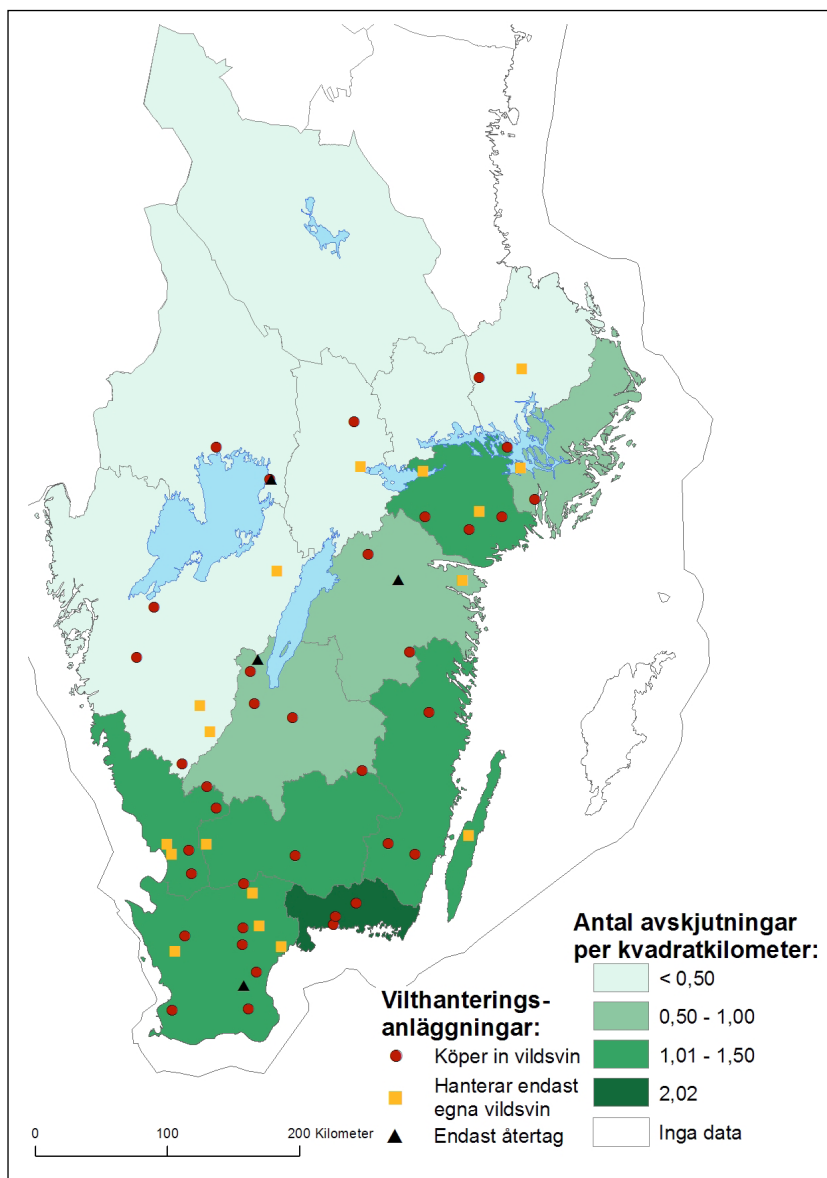 Antal avskjutningar
per kvadratkilometer:
< 0,50
0,50 - 1,00
1,01 - 1,50
2,02
Inga data
Vilthanterings-
anläggningar:
Köper in vildsvin
Hanterar endast
egna vildsvin
Endast återtag
0 100 200 Kilometer